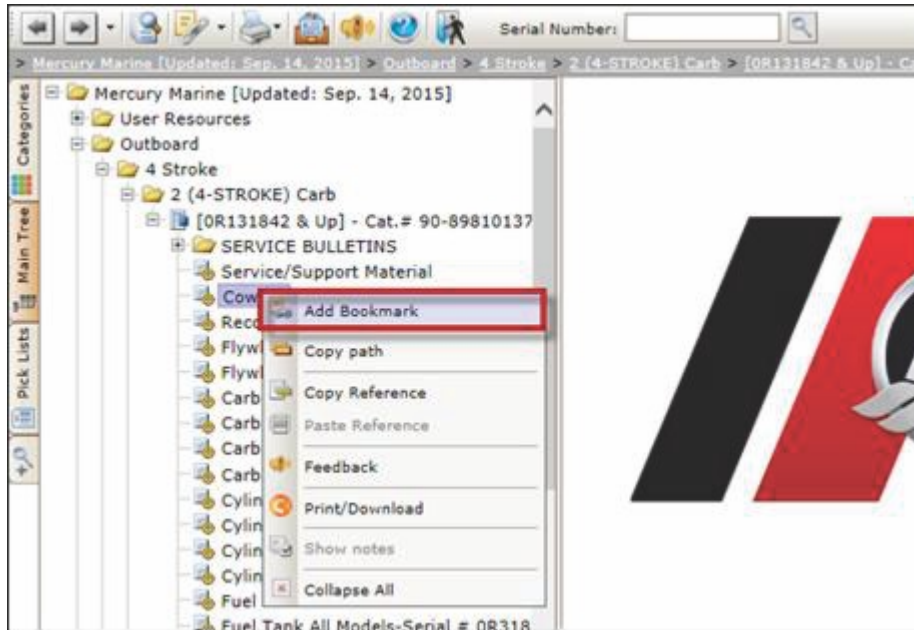 Serial Number:
> Mercury Marine [Updated: Sep. 14, 2015] > Outboard > 4 Stroke > 2 (4-STROKE) Carb > [0R131842 & Up] - Ca
Categories
Main Tree
Pick Lists
Mercury Marine [Updated: Sep. 14, 2015]
User Resources
Outboard
4 Stroke
2 (4-STROKE) Carb
[0R131842 & Up] - Cat.# 90-89810137
SERVICE BULLETINS
Service/Support Material
Cow
Reco
Flywl
Flywl
Carb
Carb
Carb
Carb
Cylin
Cylin
Cylin
Cylin
Fuel
Fuel Tank All Models-Serial # 0R318
Add Bookmark
Copy path
Copy Reference
Paste Reference
Feedback
Print/Download
Show notes
Collapse All